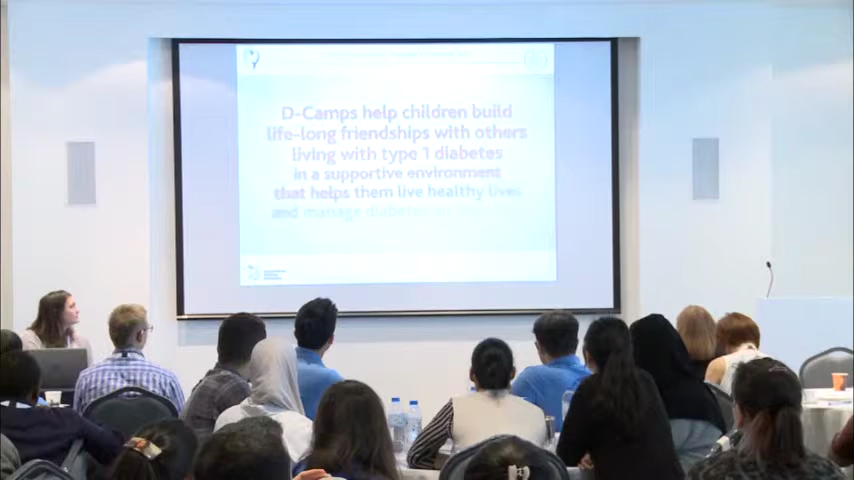 D-Camps help children build
life-long friendships with others
living with type 1 diabetes
in a supportive environment
that helps them live healthy lives
and manage diabetes